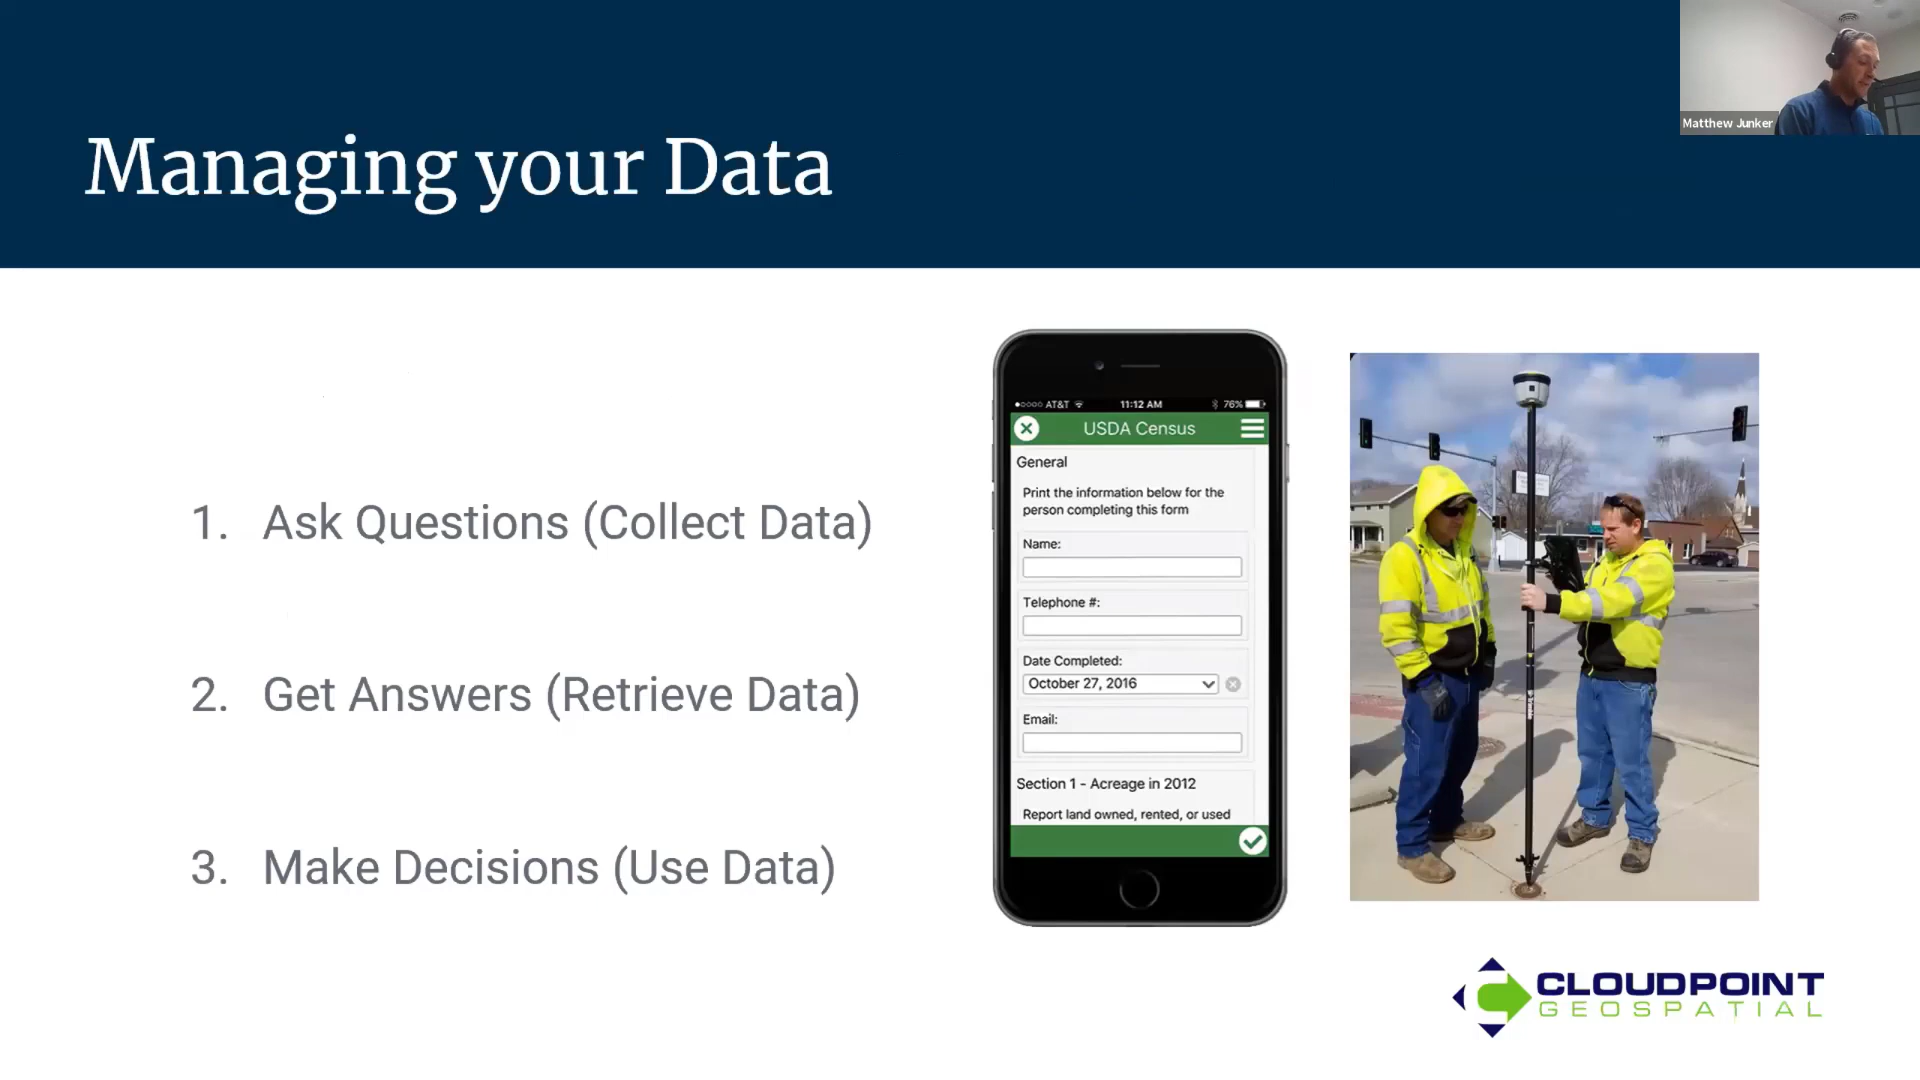 Managing your Data
Matthew Junker
1. Ask Questions (Collect Data)
2. Get Answers (Retrieve Data)
3. Make Decisions (Use Data)
AT&T 11:12 AM 76%
USDA Census
General
Print the information below for the
person completing this form
Name:
Telephone #:
Date Completed:
October 27, 2016
Email:
Section 1 - Acreage in 2012
Report land owned, rented, or used
CLOUDPOINT
GEOSPATIAL